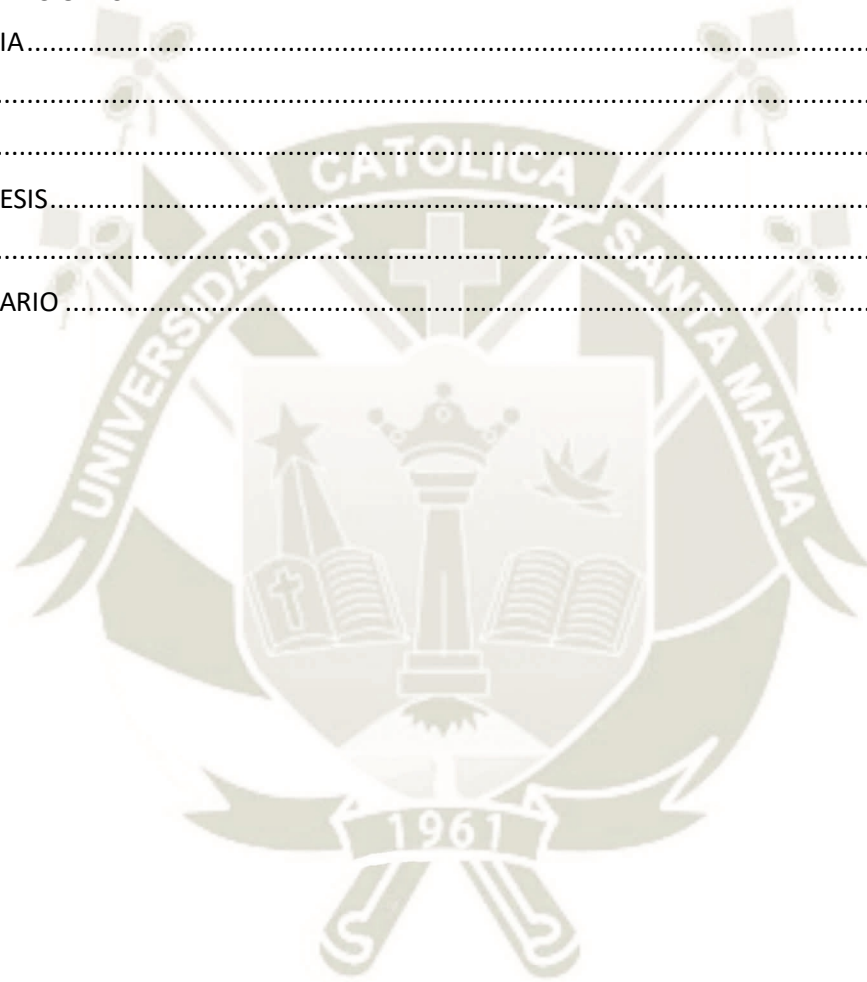 IA..............................................................................................................
..............................................................................................................
..............................................................................................................
ESIS..............................................................................................................
..............................................................................................................
ARIO ..............................................................................................................
CATOLICA
UNIVERSIDAD
SANTA MARIA
1961